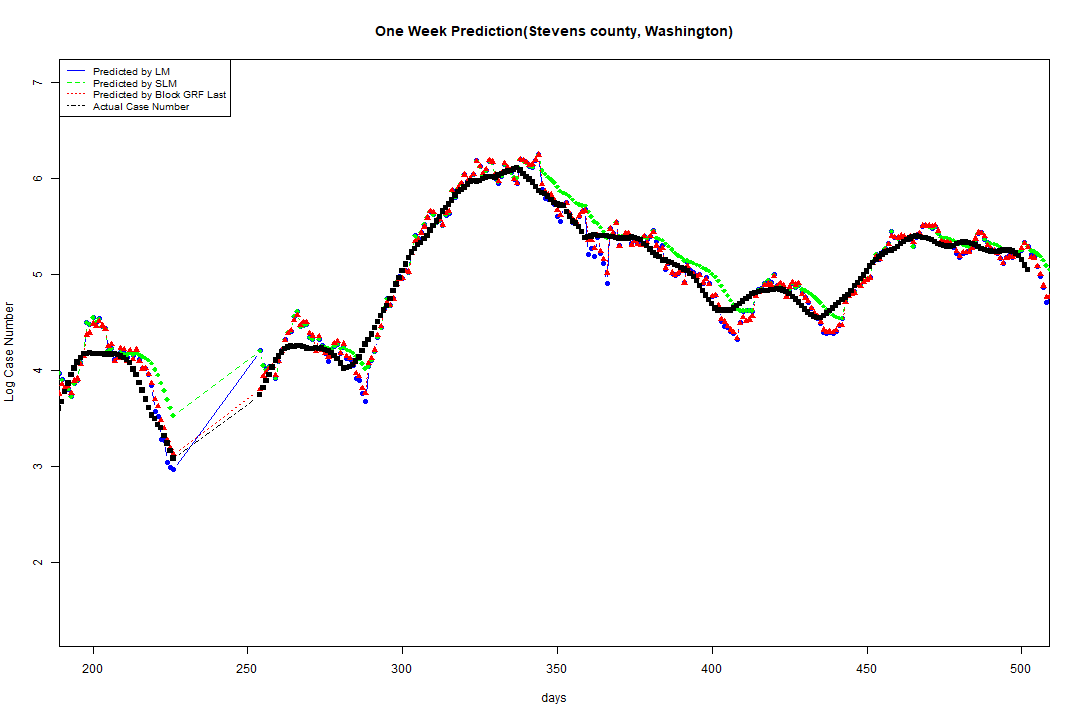 One Week Prediction(Stevens county, Washington)
Predicted by LM
Predicted by SLM
Predicted by Block GRF Last
Actual Case Number
7
6
5
4
3
2
Log Case Number
200
250
300
350
400
450
500
days